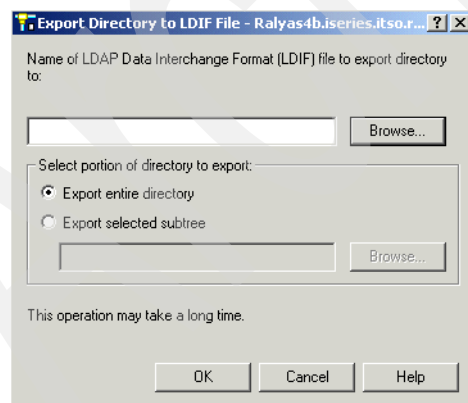 Export Directory to LDIF File - Ralyas4b.iseries.itso.r...
Name of LDAP Data Interchange Format (LDIF) file to export directory
to:
Browse...
Select portion of directory to export:
Export entire directory
Export selected subtree
Browse...
This operation may take a long time.
OK Cancel Help